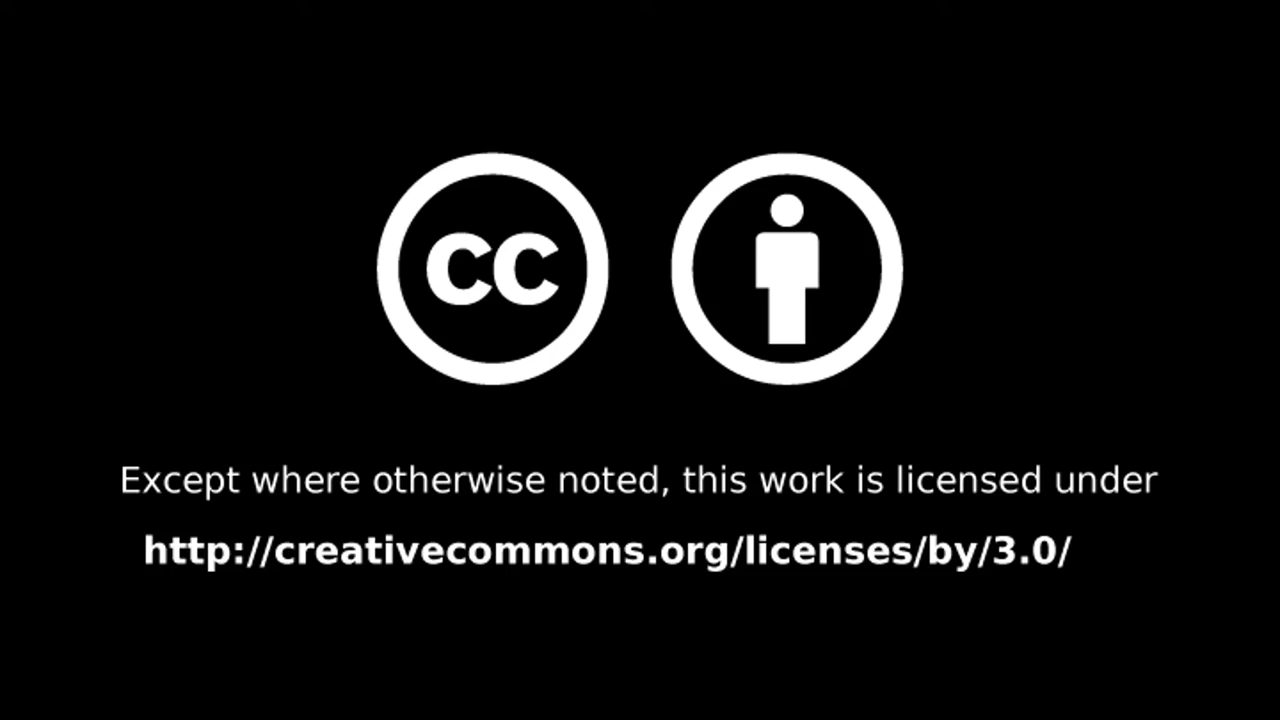 cc
Except where otherwise noted, this work is licensed under
http://creativecommons.org/licenses/by/3.0/